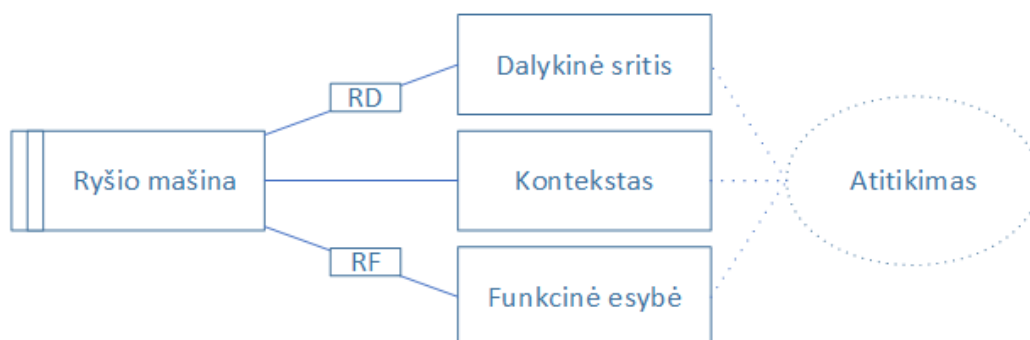 Dalykinė sritis
RD
Ryšio mašina
Kontekstas
Atitikimas
RF
Funkcinė esybė